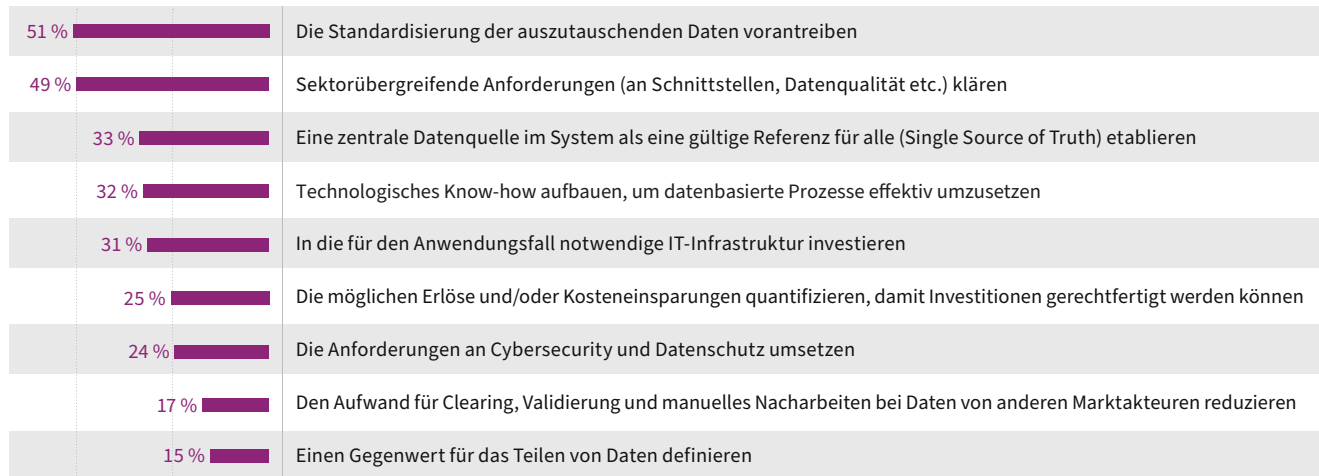 51 % Die Standardisierung der auszutauschenden Daten vorantreiben
49 % Sektorübergreifende Anforderungen (an Schnittstellen, Datenqualität etc.) klären
33 % Eine zentrale Datenquelle im System als eine gültige Referenz für alle (Single Source of Truth) etablieren
32 % Technologisches Know-how aufbauen, um datenbasierte Prozesse effektiv umzusetzen
31 % In die für den Anwendungsfall notwendige IT-Infrastruktur investieren
25 % Die möglichen Erlöse und/oder Kosteneinsparungen quantifizieren, damit Investitionen gerechtfertigt werden können
24 % Die Anforderungen an Cybersecurity und Datenschutz umsetzen
17 % Den Aufwand für Clearing, Validierung und manuelles Nacharbeiten bei Daten von anderen Marktakteuren reduzieren
15 % Einen Gegenwert für das Teilen von Daten definieren